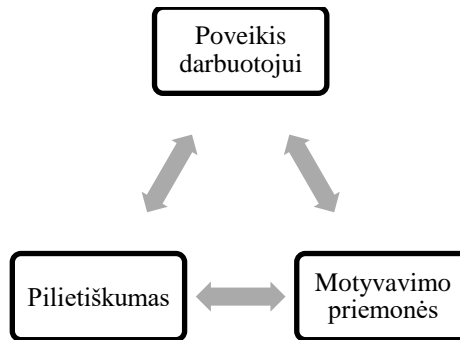 Poveikis
darbuotojui
Pilietiškumas
Motyvavimo
priemonės